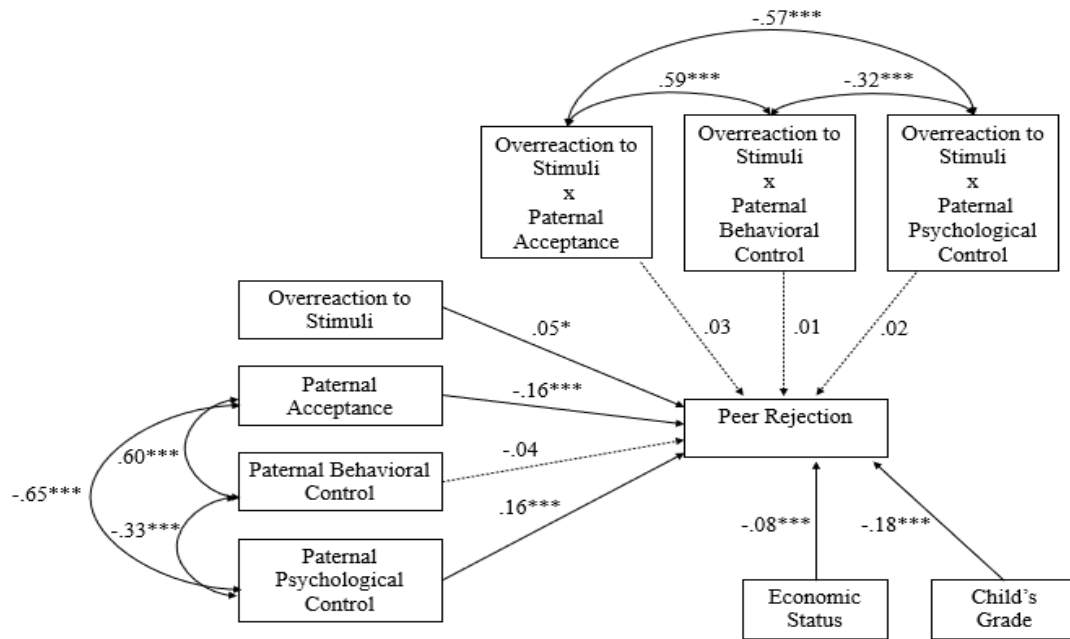 -.57***
.59***
-.32***
Overreaction to
Stimuli
x
Paternal
Acceptance
Overreaction to
Stimuli
x
Paternal
Behavioral
Control
Overreaction to
Stimuli
x
Paternal
Psychological
Control
.03
.01
.02
Overreaction to
Stimuli
.05*
Paternal
Acceptance
-.16***
Peer Rejection
.60***
Paternal Behavioral
Control
-.04
-.65***
-.33***
.16***
Paternal
Psychological
Control
-.08***
-.18***
Economic
Status
Child's
Grade